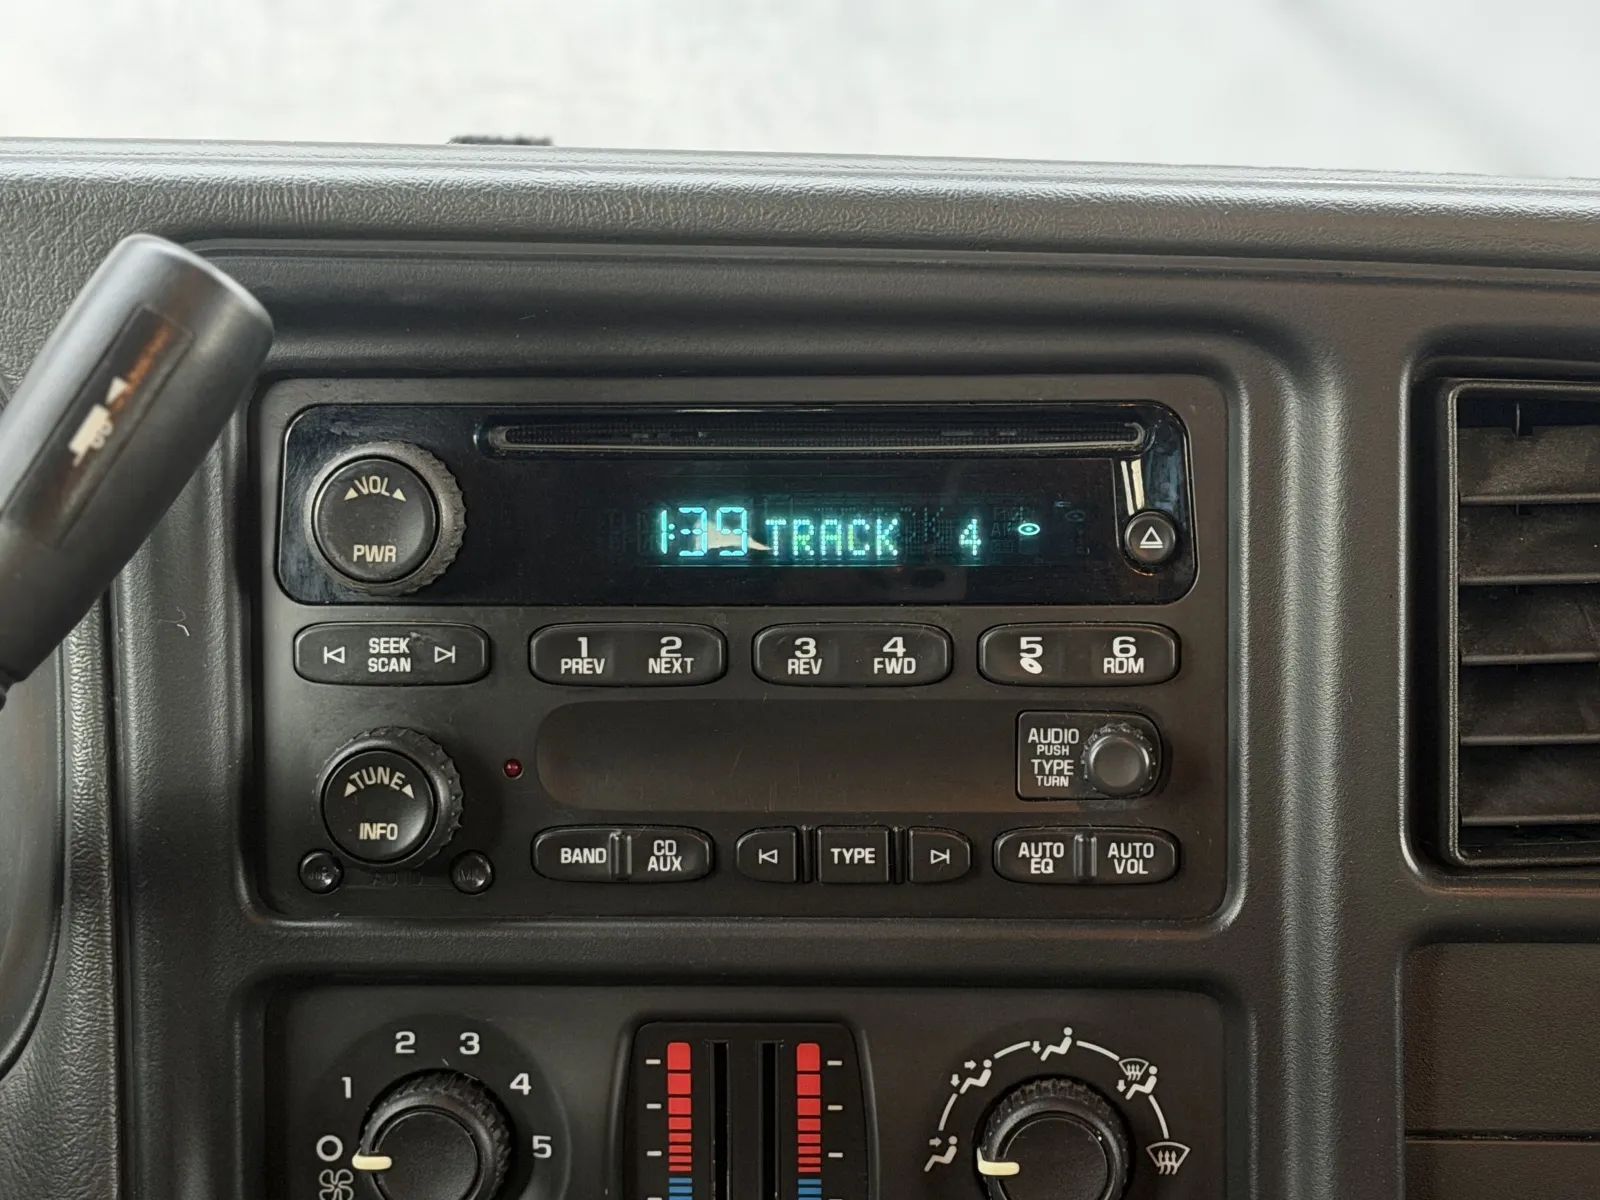 VOL
PWR
1:39 TRACK 4
SEEK
SCAN
1
PREV
2
NEXT
3
REV
4
FWD
5
6
RDM
TUNE
INFO
AUDIO
PUSH
TYPE
TURN
BAND
CD
AUX
TYPE
AUTO
EQ
AUTO
VOL
2 3
1 4
5